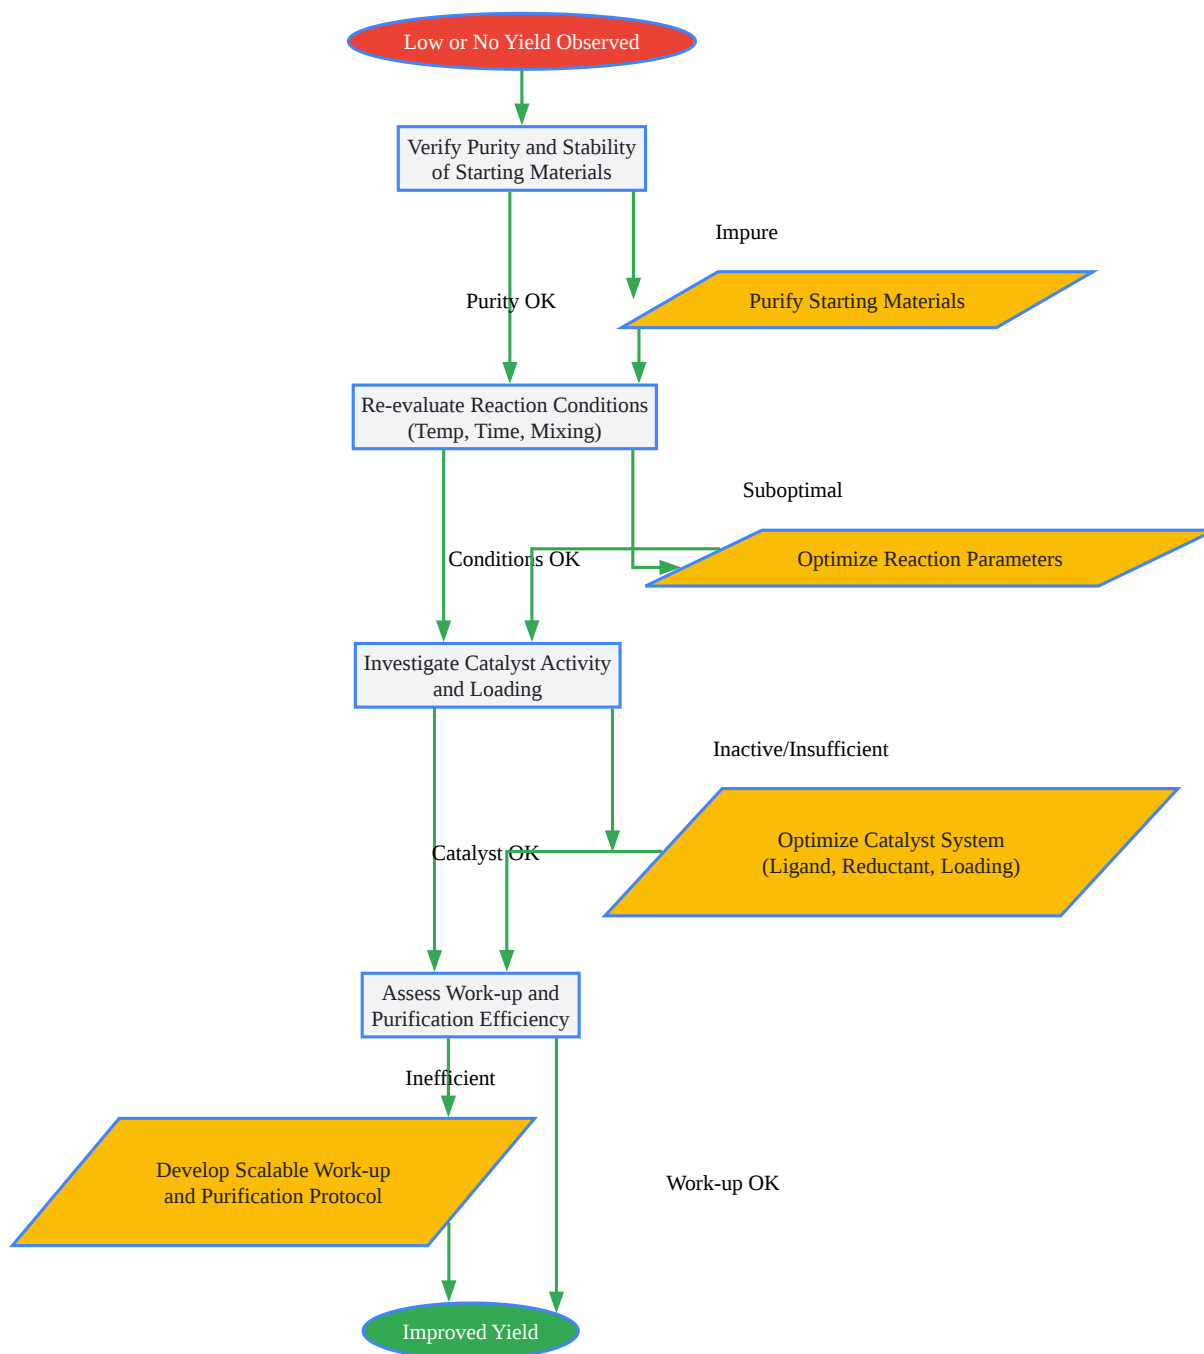 Low or No Yield Observed
Verify Purity and Stability
of Starting Materials
Impure
Purity OK
Purify Starting Materials
Re-evaluate Reaction Conditions
(Temp, Time, Mixing)
Suboptimal
Conditions OK
Optimize Reaction Parameters
Investigate Catalyst Activity
and Loading
Inactive/Insufficient
Catalyst OK
Optimize Catalyst System
(Ligand, Reductant, Loading)
Assess Work-up and
Purification Efficiency
Inefficient
Develop Scalable Work-up
and Purification Protocol
Work-up OK
Improved Yield